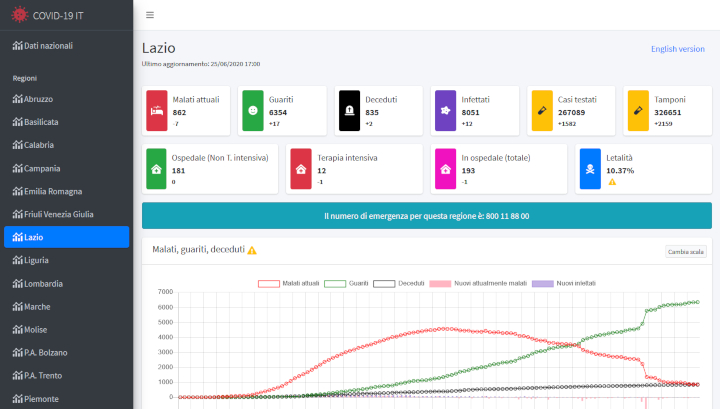 COVID-19 IT
Dati nazionali
Regioni
Abruzzo
Basilicata
Calabria
Campania
Emilia Romagna
Friuli Venezia Giulia
Lazio
Liguria
Lombardia
Marche
Molise
P.A. Bolzano
P.A. Trento
Piemonte
Lazio
English version
Ultimo aggiornamento: 25/06/2020 17:00
Malati attuali
862
-7
Guariti
6354
+17
Deceduti
835
+2
Infettati
8051
+12
Casi testati
267089
+1582
Tamponi
326651
+2159
Ospedale (Non T. intensiva)
181
0
Terapia intensiva
12
-1
In ospedale (totale)
193
-1
Letalità
10.37%
Il numero di emergenza per questa regione è: 800 11 88 00
Malati, guariti, deceduti
Cambia scala
Malati attuali Guariti Deceduti Nuovi attualmente malati Nuovi infettati
7000
6000
5000
4000
3000
2000
1000
0